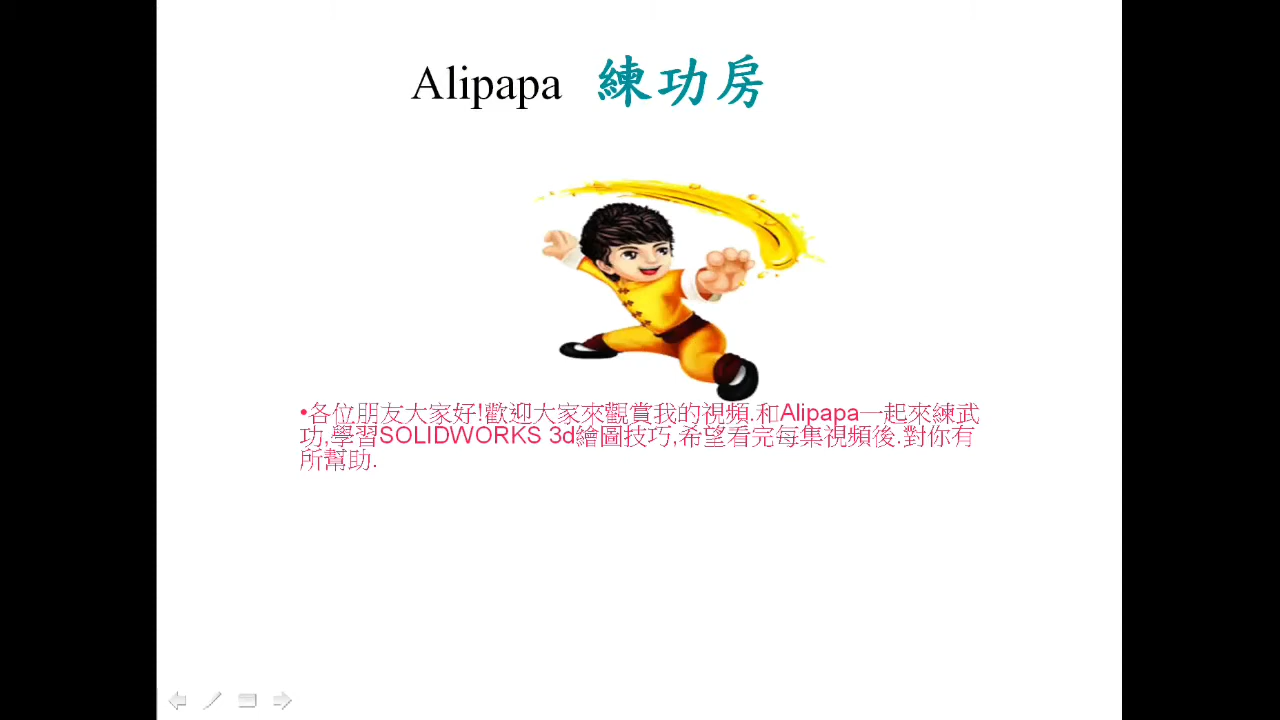 Alipapa 練功房
•各位朋友大家好!歡迎大家來觀賞我的視頻.和Alipapa一起來練武
功,學習SOLIDWORKS 3d繪圖技巧,希望看完每集視頻後.對你有
所幫助.